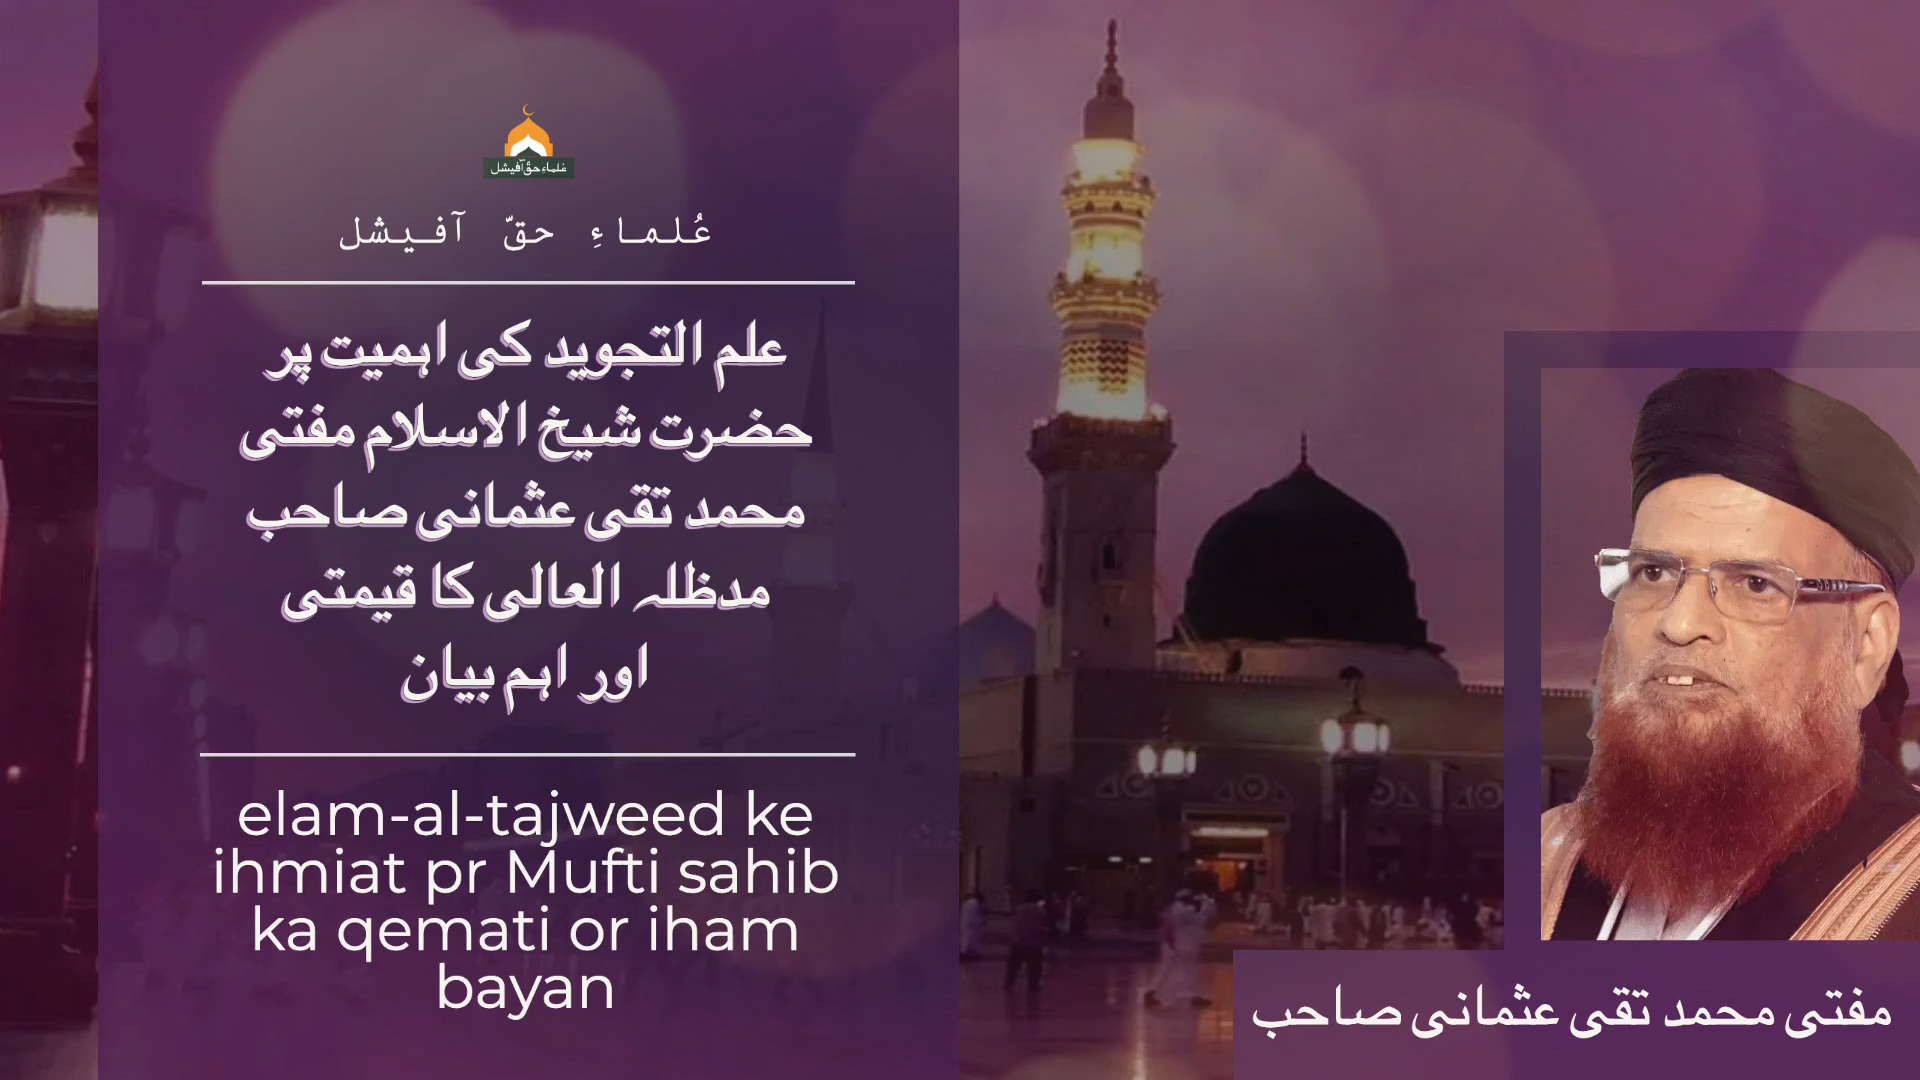 عُلماءِ حقّ آفیشل
عُلماءِ حقّ آفیشل
علم التجوید کی اہمیت پر
حضرت شیخ الاسلام مفتی
محمد تقی عثمانی صاحب
مدظلہ العالی کا قیمتی
اور اہم بیان
elam-al-tajweed ke
ihmiat pr Mufti sahib
ka qemati or iham
bayan
مفتی محمد تقی عثمانی صاحب